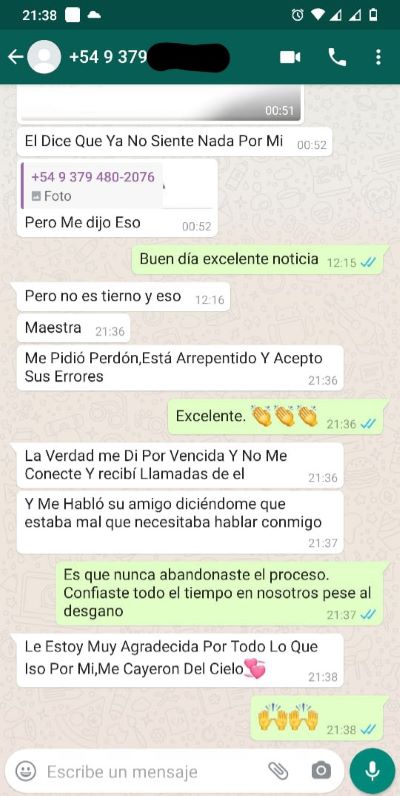 21:38
+54 9 379
00:51
El Dice Que Ya No Siente Nada Por Mi 00:52
+54 9 379 480-2076
Foto
Pero Me dijo Eso 00:52
Buen día excelente noticia 12:15
Pero no es tierno y eso 12:16
Maestra 21:36
Me Pidió Perdón,Está Arrepentido Y Acepto
Sus Errores 21:36
Excelente. 👏👏👏 21:36
La Verdad me Di Por Vencida Y No Me
Conecte Y recibí Llamadas de el 21:36
Y Me Habló su amigo diciéndome que
estaba mal que necesitaba hablar conmigo
21:37
Es que nunca abandonaste el proceso.
Confiaste todo el tiempo en nosotros pese al
desgano 21:37
Le Estoy Muy Agradecida Por Todo Lo Que
Iso Por Mi,Me Cayeron Del Cielo💞
21:38
🙌🙌 21:38
Escribe un mensaje